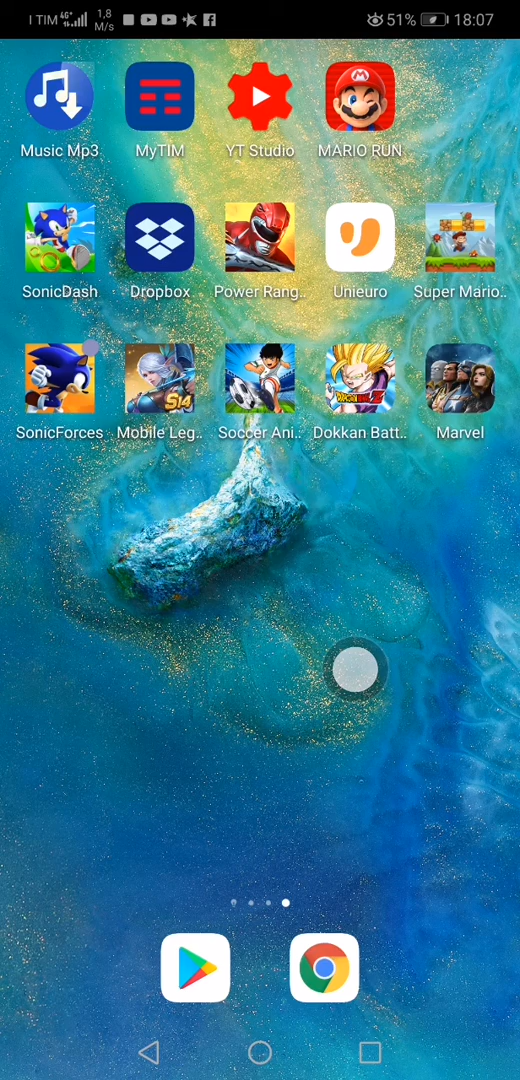 I TIM 4G+ 1,8 M/s 51% 18:07
Music Mp3 MyTIM YT Studio MARIO RUN
SonicDash Dropbox Power Rang.. Unieuro Super Mario..
S14
SonicForces Mobile Leg.. Soccer Ani.. Dokkan Batt.. Marvel